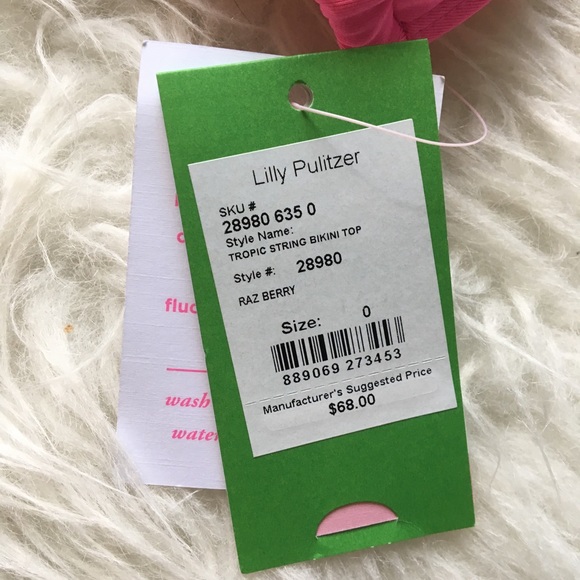 Lilly Pulitzer
SKU #
28980 635 0
Style Name:
TROPIC STRING BIKINI TOP
Style #: 28980
RAZ BERRY
Size: 0
889069 273453
Manufacturer's Suggested Price
$68.00
wash